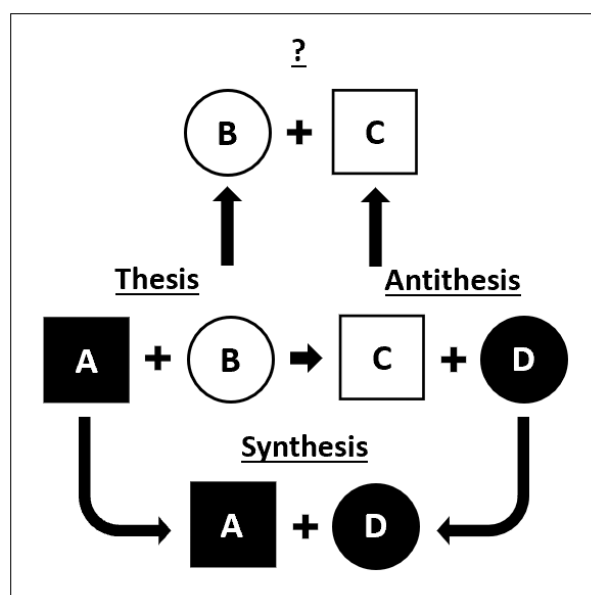 ?
B + C
Thesis Antithesis
A + B C + D
Synthesis
A + D